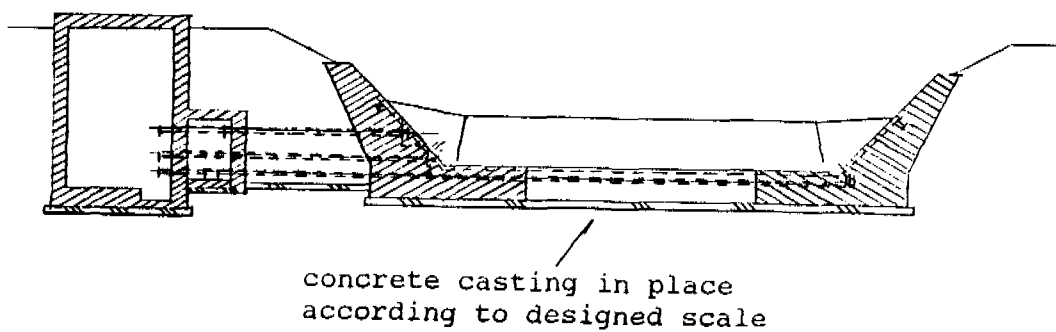 concrete casting in place
according to designed scale